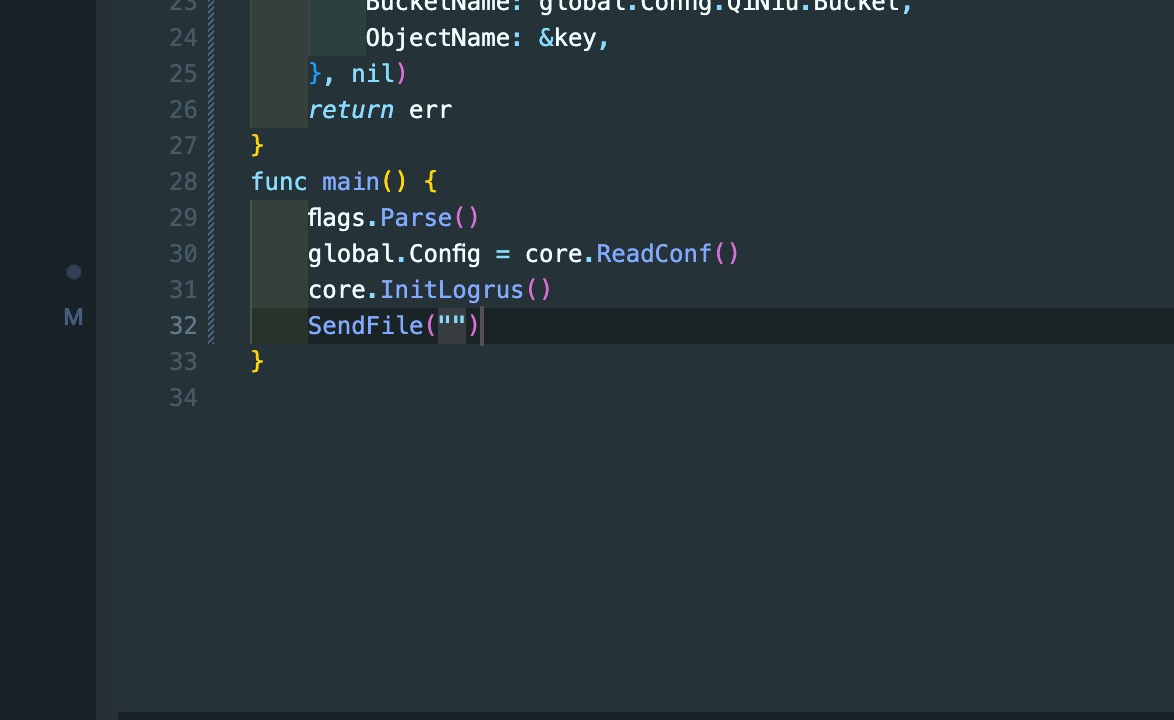 23 BucketName: global.Config.QiNiu.Bucket,
24 ObjectName: &key,
25 }, nil)
26 return err
27 }
28 func main() {
29 flags.Parse()
30 global.Config = core.ReadConf()
31 core.InitLogrus()
M
32 SendFile("")
33 }
34